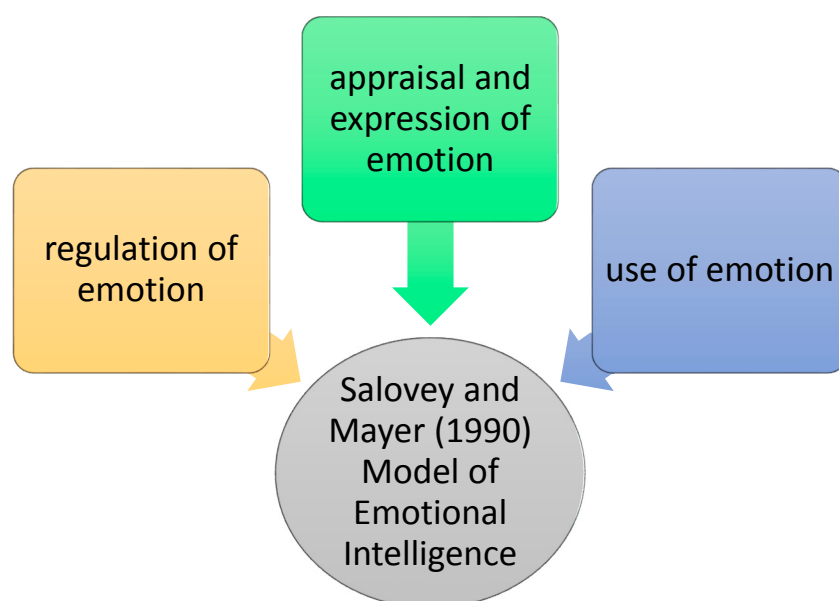 appraisal and
expression of
emotion
regulation of
emotion
use of emotion
Salovey and
Mayer (1990)
Model of
Emotional
Intelligence